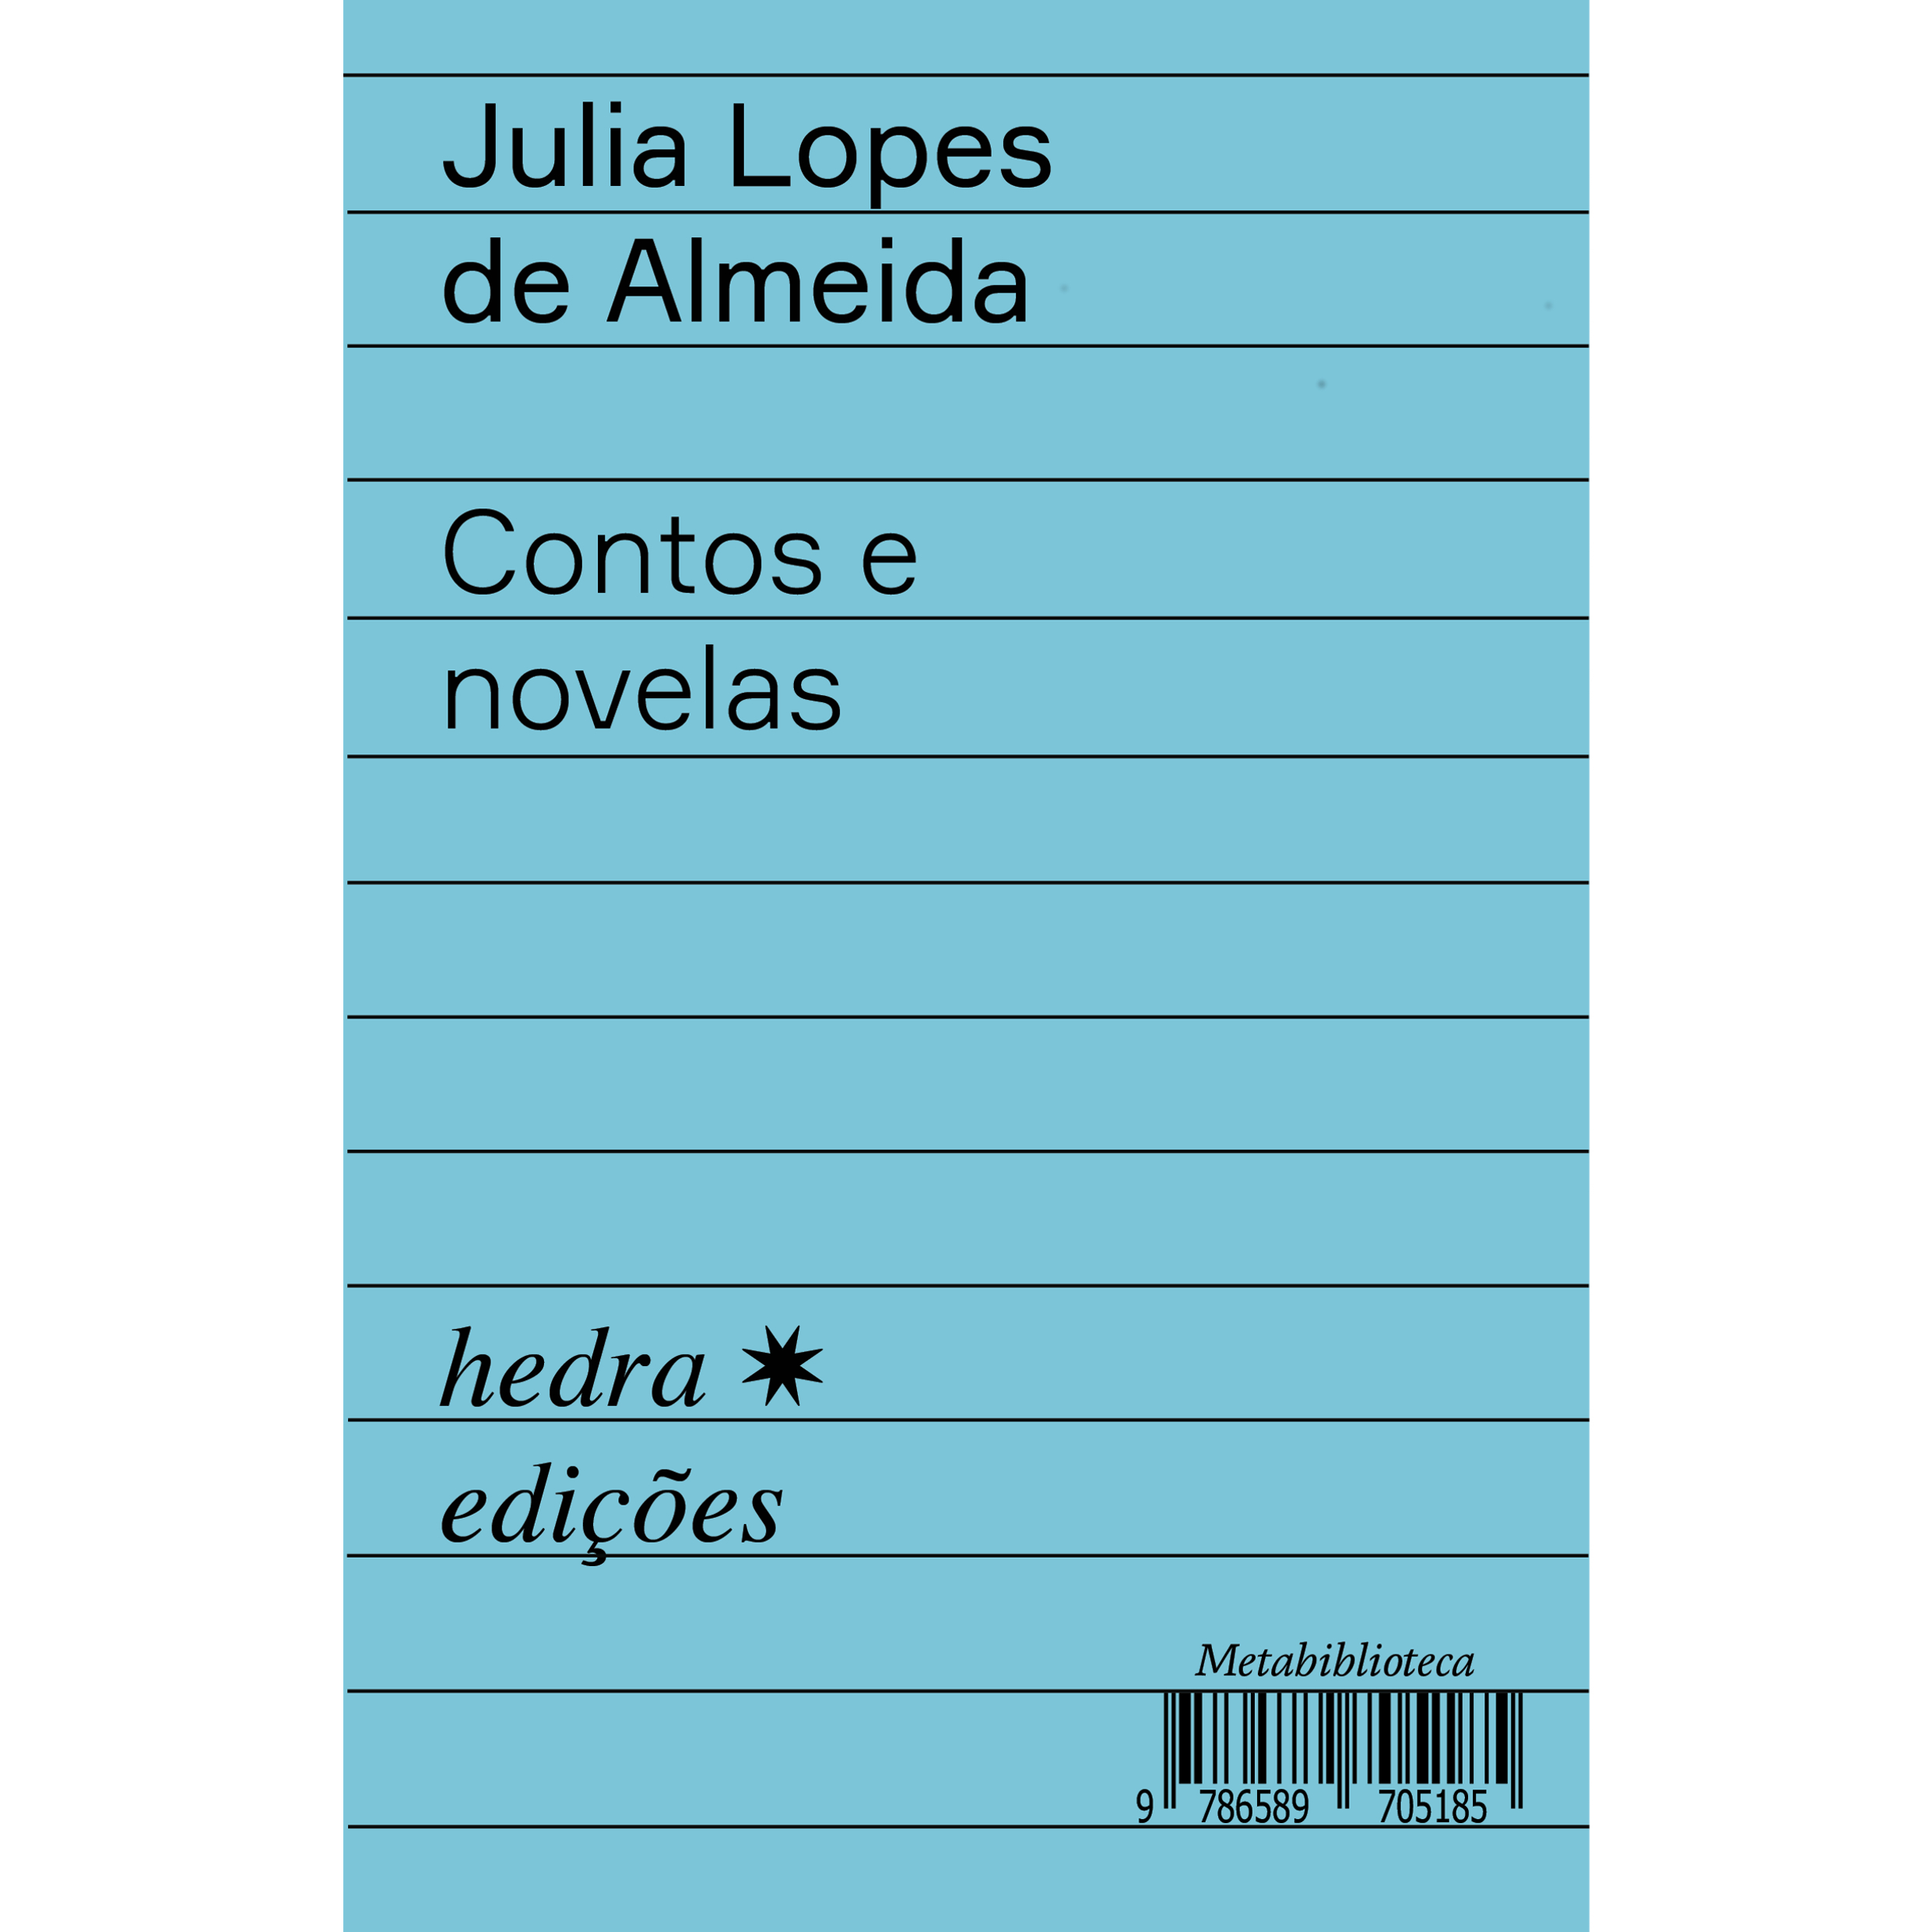 Julia Lopes
de Almeida
Contos e
novelas
hedra
edições
Metabiblioteca
9 786589 705185